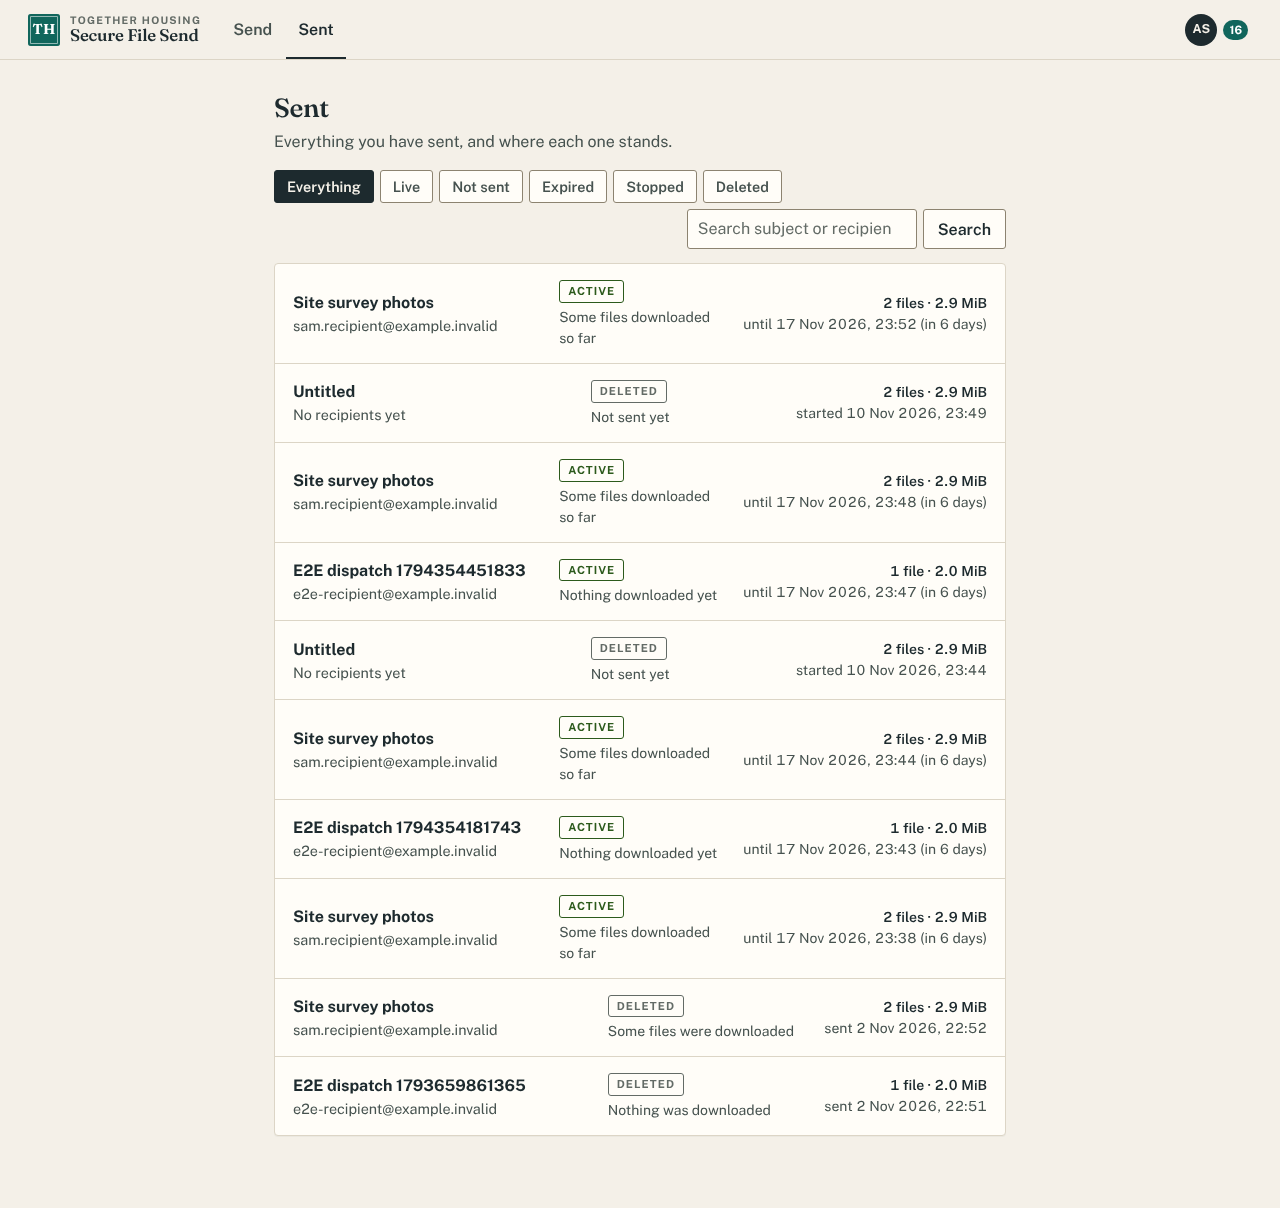 TH
TOGETHER HOUSING
Secure File Send
Send
Sent
AS
16
Sent
Everything you have sent, and where each one stands.
Everything
Live
Not sent
Expired
Stopped
Deleted
Search subject or recipien
Search
Site survey photos
sam.recipient@example.invalid
ACTIVE
Some files downloaded
so far
2 files · 2.9 MiB
until 17 Nov 2026, 23:52 (in 6 days)
Untitled
No recipients yet
DELETED
Not sent yet
2 files · 2.9 MiB
started 10 Nov 2026, 23:49
Site survey photos
sam.recipient@example.invalid
ACTIVE
Some files downloaded
so far
2 files · 2.9 MiB
until 17 Nov 2026, 23:48 (in 6 days)
E2E dispatch 1794354451833
e2e-recipient@example.invalid
ACTIVE
Nothing downloaded yet
1 file · 2.0 MiB
until 17 Nov 2026, 23:47 (in 6 days)
Untitled
No recipients yet
DELETED
Not sent yet
2 files · 2.9 MiB
started 10 Nov 2026, 23:44
Site survey photos
sam.recipient@example.invalid
ACTIVE
Some files downloaded
so far
2 files · 2.9 MiB
until 17 Nov 2026, 23:44 (in 6 days)
E2E dispatch 1794354181743
e2e-recipient@example.invalid
ACTIVE
Nothing downloaded yet
1 file · 2.0 MiB
until 17 Nov 2026, 23:43 (in 6 days)
Site survey photos
sam.recipient@example.invalid
ACTIVE
Some files downloaded
so far
2 files · 2.9 MiB
until 17 Nov 2026, 23:38 (in 6 days)
Site survey photos
sam.recipient@example.invalid
DELETED
Some files were downloaded
2 files · 2.9 MiB
sent 2 Nov 2026, 22:52
E2E dispatch 1793659861365
e2e-recipient@example.invalid
DELETED
Nothing was downloaded
1 file · 2.0 MiB
sent 2 Nov 2026, 22:51